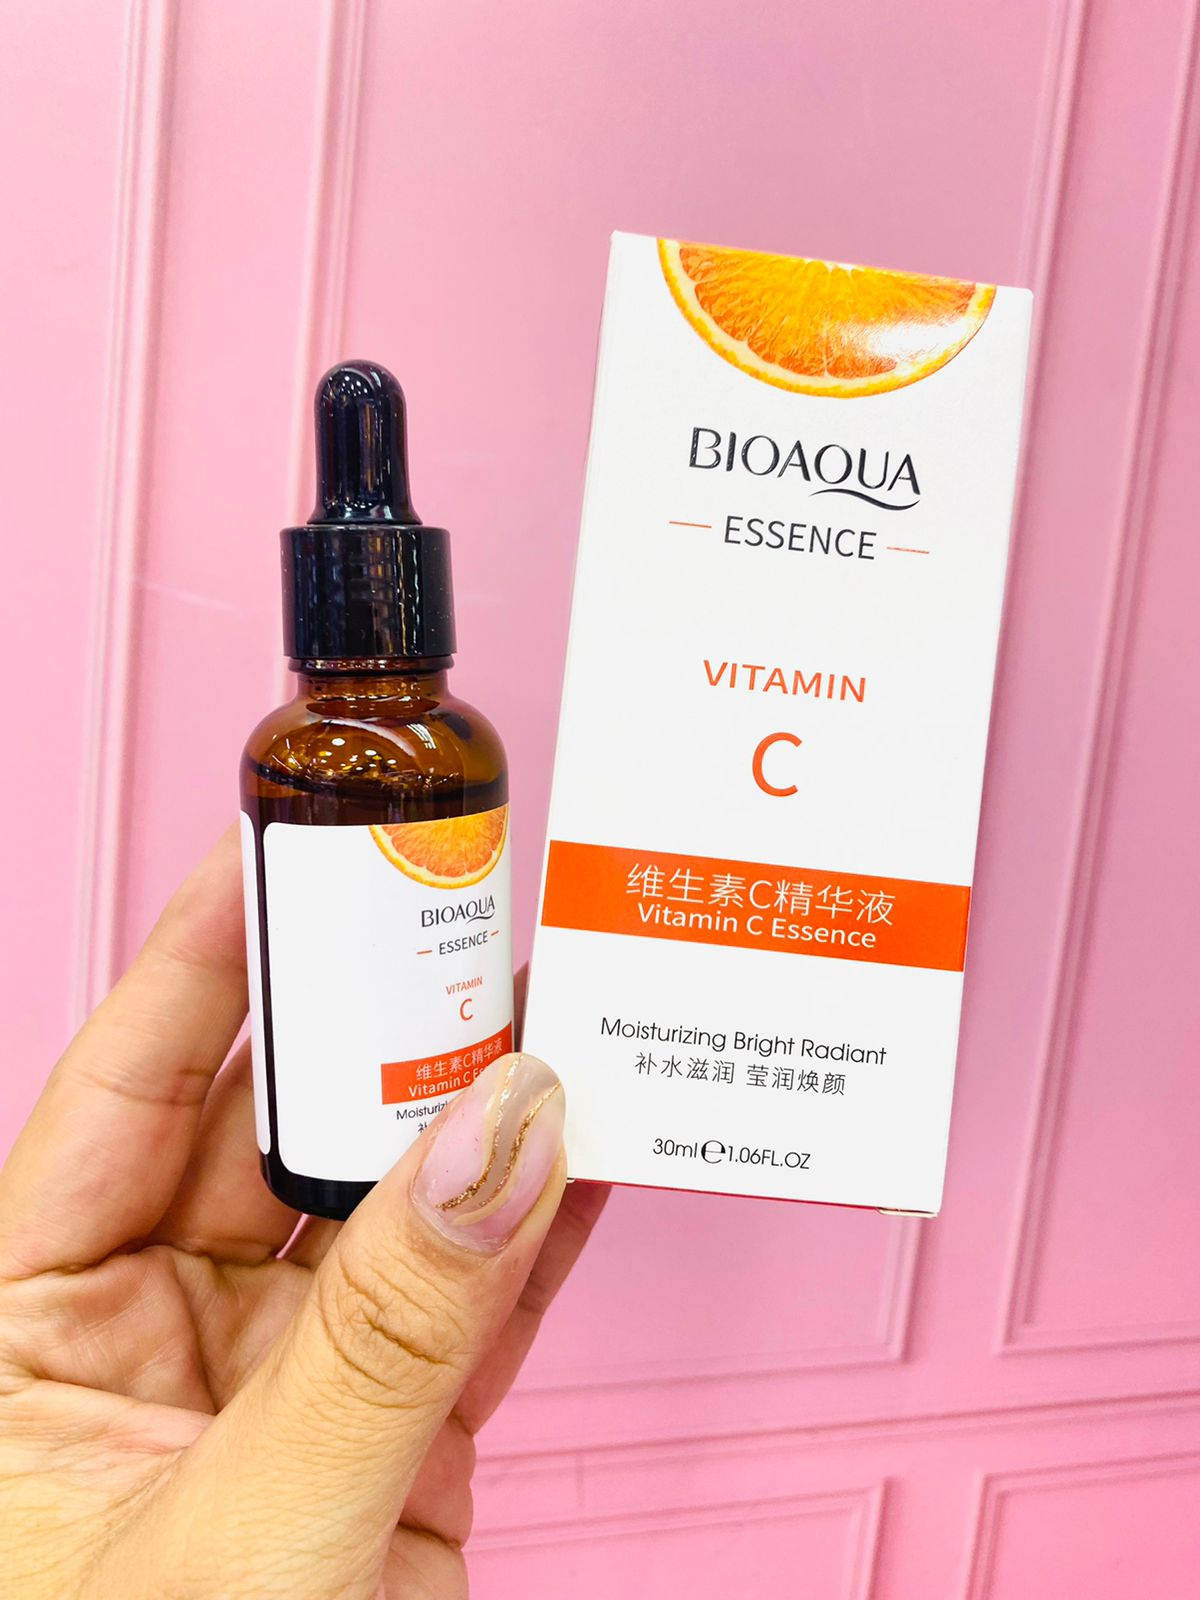 BIOAQUA
ESSENCE
VITAMIN
C
维生素C精华液
Vitamin C Essence
Moisturizing Bright Radiant
补水滋润 莹润焕颜
30ml℮1.06FL.OZ
BIOAQUA
ESSENCE
VITAMIN
C
维生素C精华液
Vitamin C